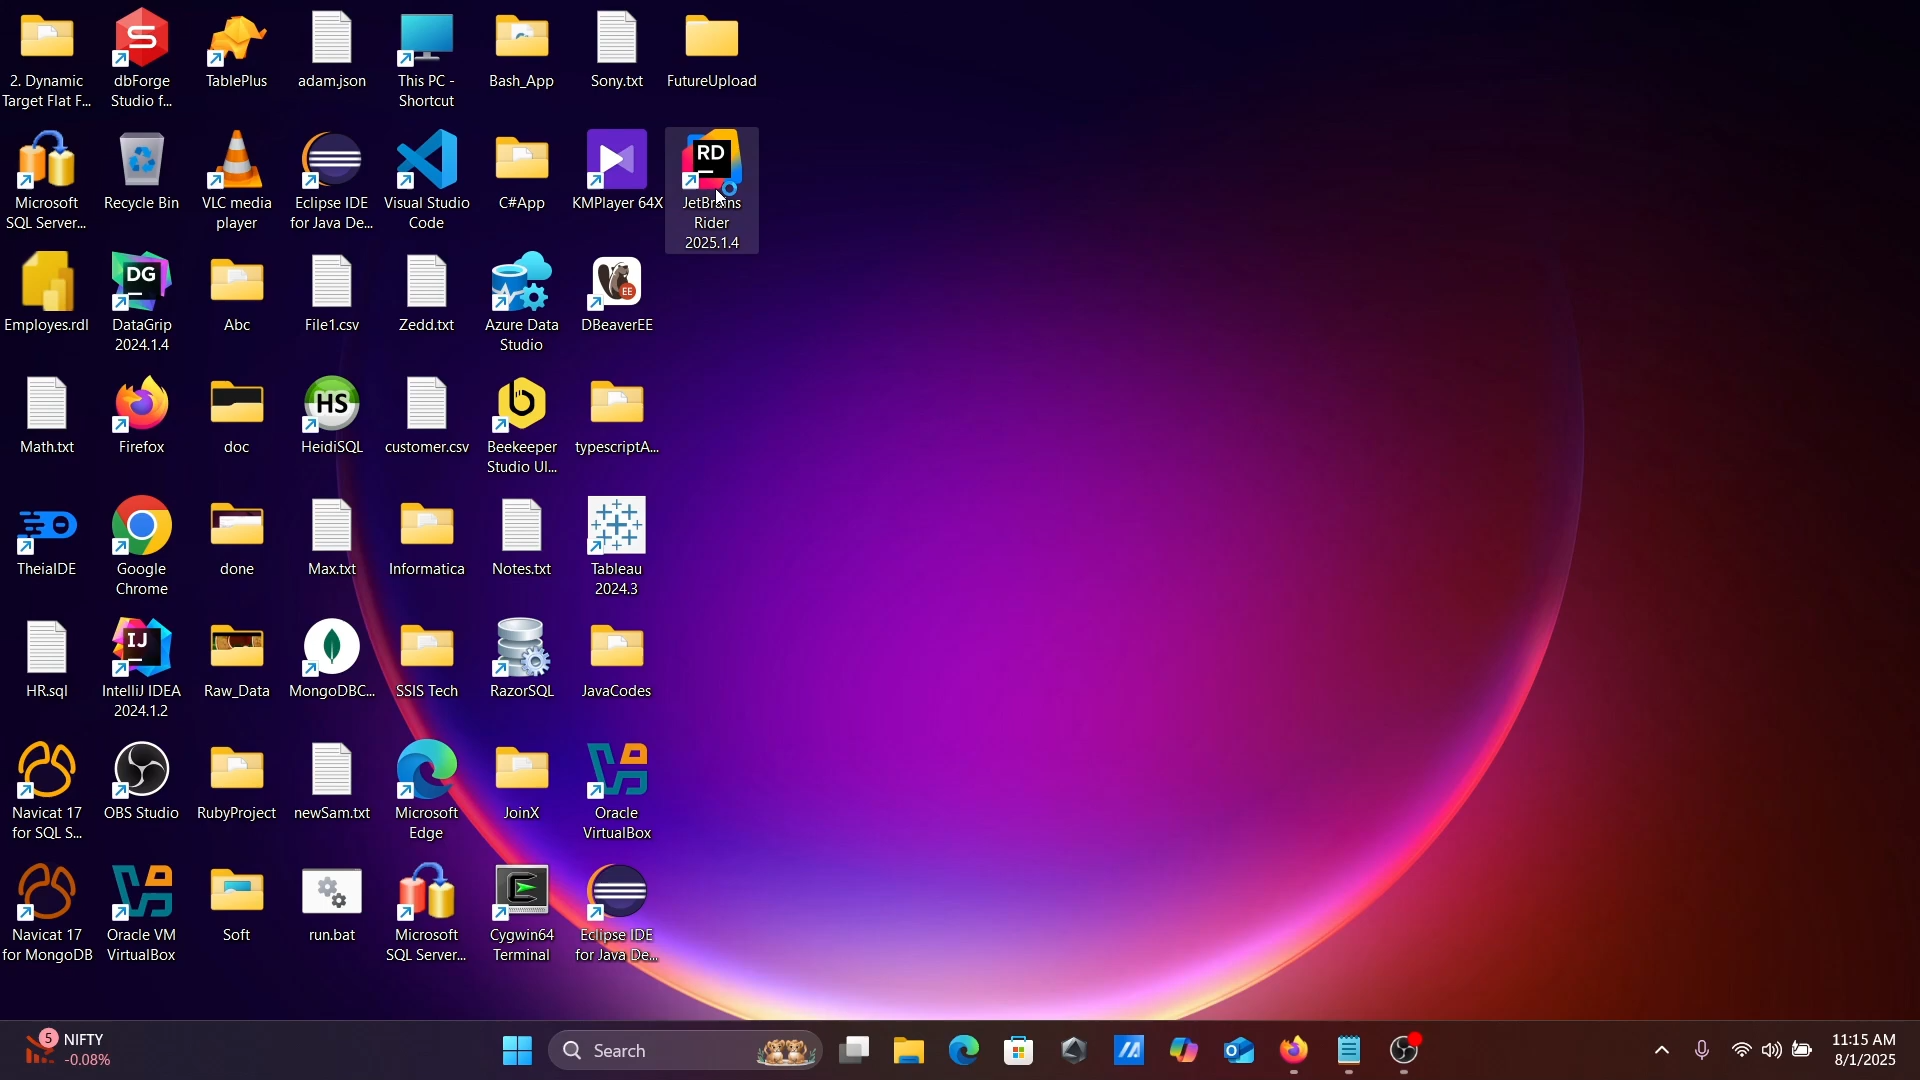 2. Dynamic
Target Flat F...
dbForge
Studio f...
TablePlus
adam.json
This PC -
Shortcut
Bash_App
Sony.txt
FutureUpload
Microsoft
SQL Server...
Recycle Bin
VLC media
player
Eclipse IDE
for Java De...
Visual Studio
Code
C#App
KMPlayer 64X
RD
JetBrains
Rider
2025.1.4
Employes.rdl
DG
DataGrip
2024.1.4
Abc
File1.csv
Zedd.txt
Azure Data
Studio
EE
DBeaverEE
Math.txt
Firefox
doc
HS
HeidiSQL
customer.csv
Beekeeper
Studio Ul...
typescriptA...
TheiaIDE
Google
Chrome
done
Max.txt
Informatica
Notes.txt
Tableau
2024.3
HR.sql
IJ
IntelliJ IDEA
2024.1.2
Raw_Data
MongoDBC...
SSIS Tech
RazorSQL
JavaCodes
Navicat 17
for SQL S...
OBS Studio
RubyProject
newSam.txt
Microsoft
Edge
JoinX
Oracle
VirtualBox
Navicat 17
for MongoDB
Oracle VM
VirtualBox
Soft
run.bat
Microsoft
SQL Server...
Cygwin64
Terminal
Eclipse IDE
for Java De...
5
NIFTY
-0.08%
Search
11:15 AM
8/1/2025